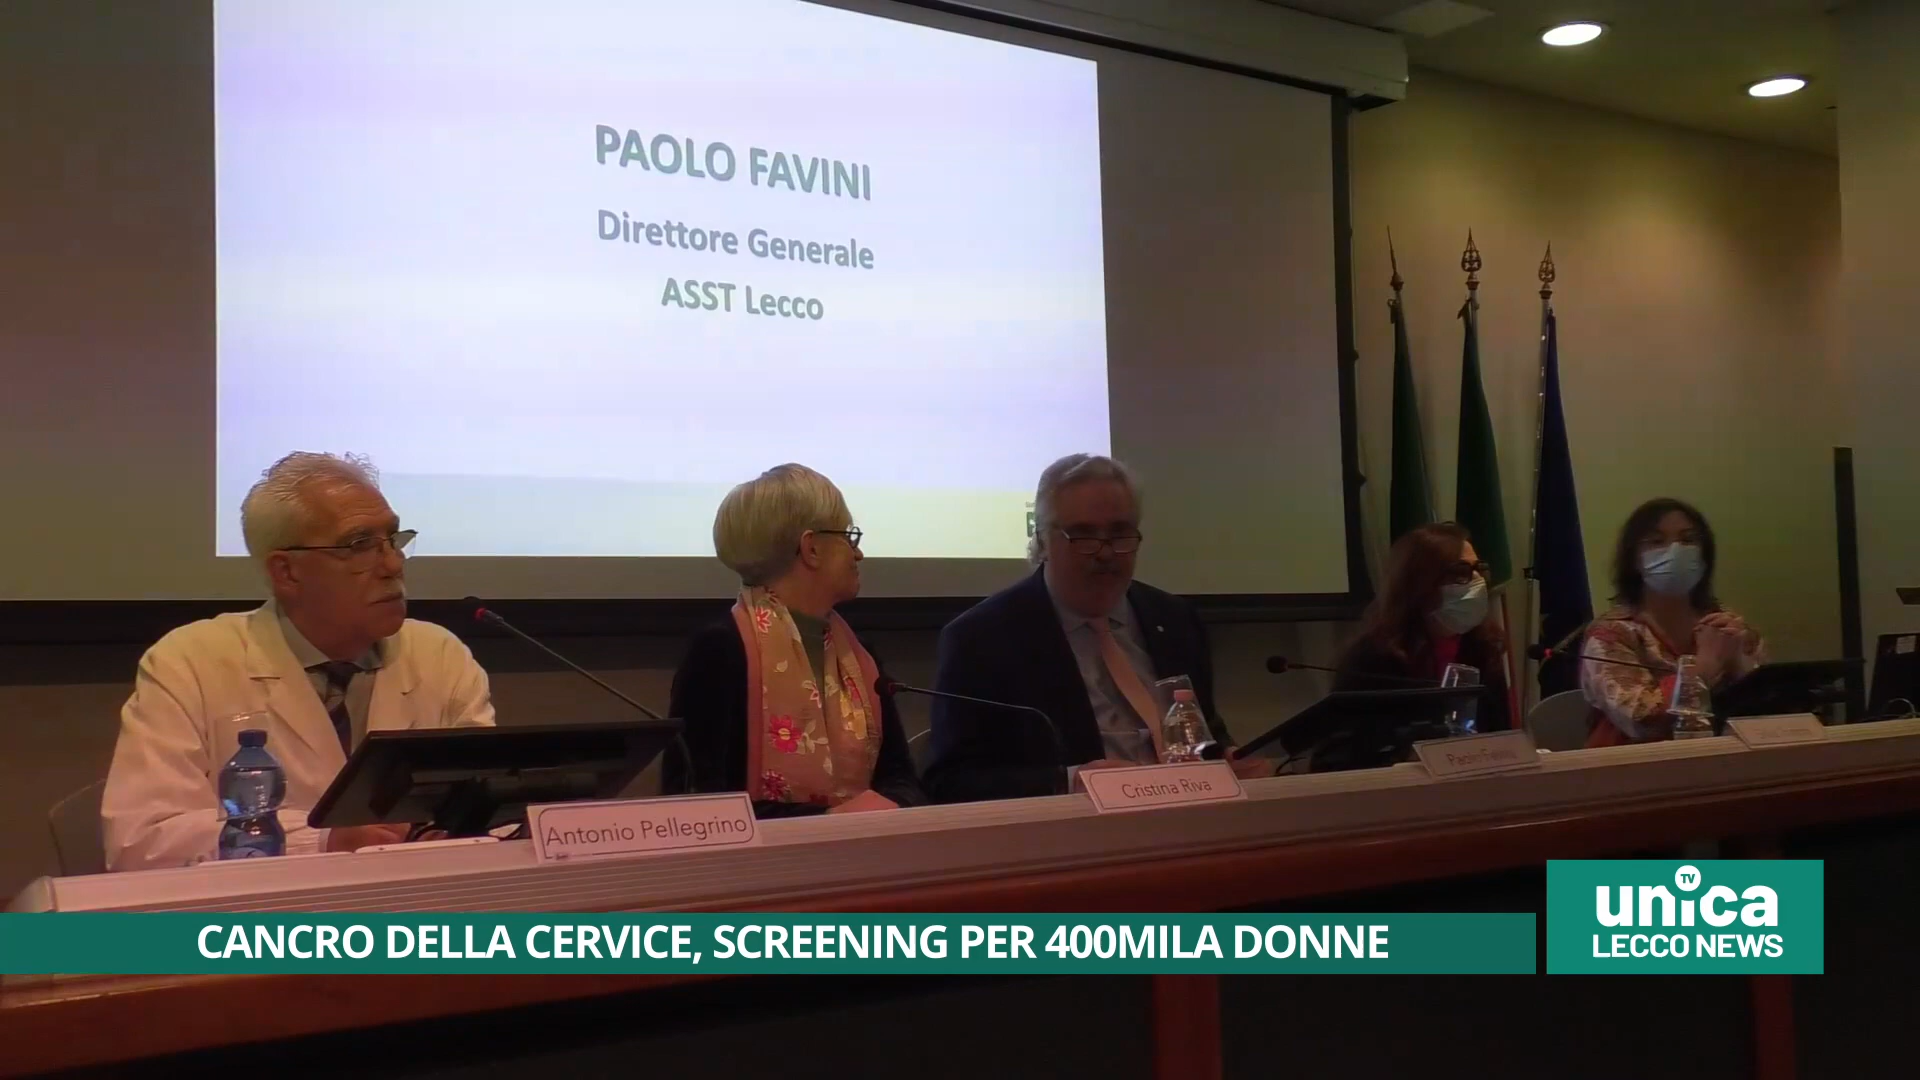 PAOLO FAVINI
Direttore Generale
ASST Lecco
Antonio Pellegrino
Cristina Riva
CANCRO DELLA CERVICE, SCREENING PER 400MILA DONNE
unica
TV
LECCO NEWS